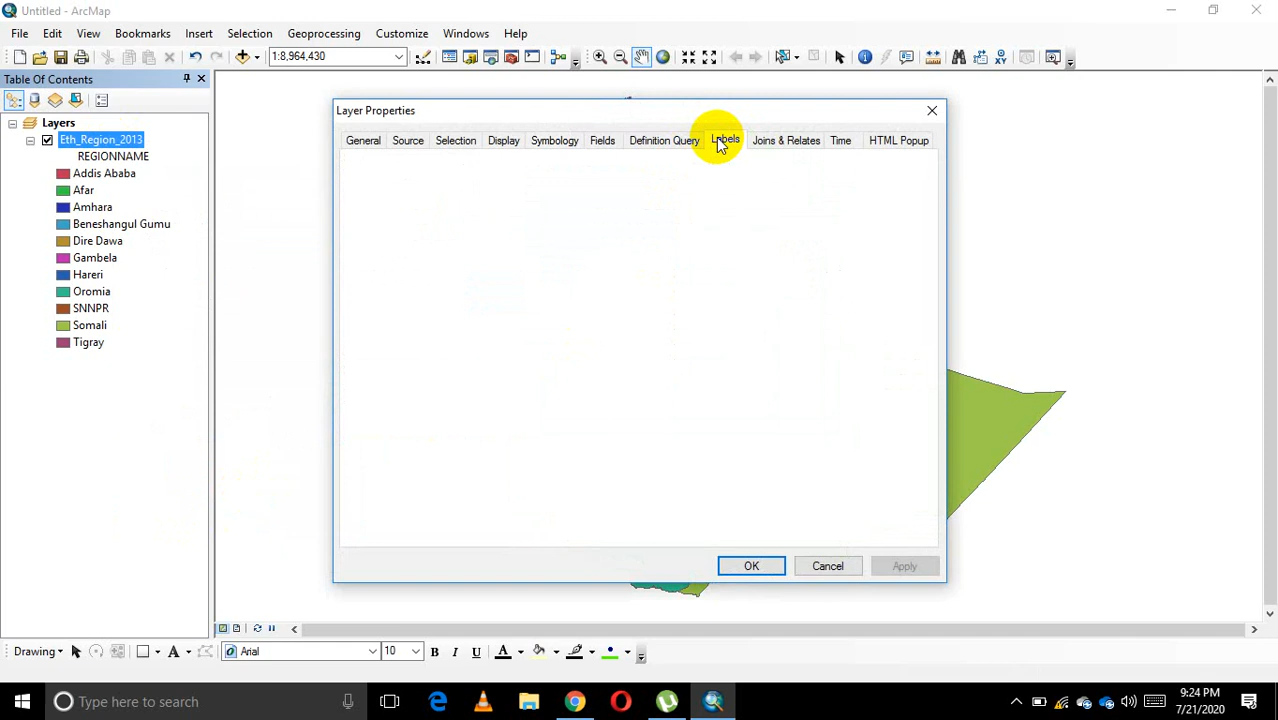 Untitled - ArcMap
File Edit View Bookmarks Insert Selection Geoprocessing Customize Windows Help
1:8,964,430
Table Of Contents
Layer Properties
General Source Selection Display Symbology Fields Definition Query Labels Joins & Relates Time HTML Popup
Layers
Eth_Region_2013
REGIONNAME
Addis Ababa
Afar
Amhara
Beneshangul Gumu
Dire Dawa
Gambela
Hareri
Oromia
SNNPR
Somali
Tigray
OK Cancel Apply
Drawing A Arial 10 B I U A
Type here to search
9:24 PM
7/21/2020